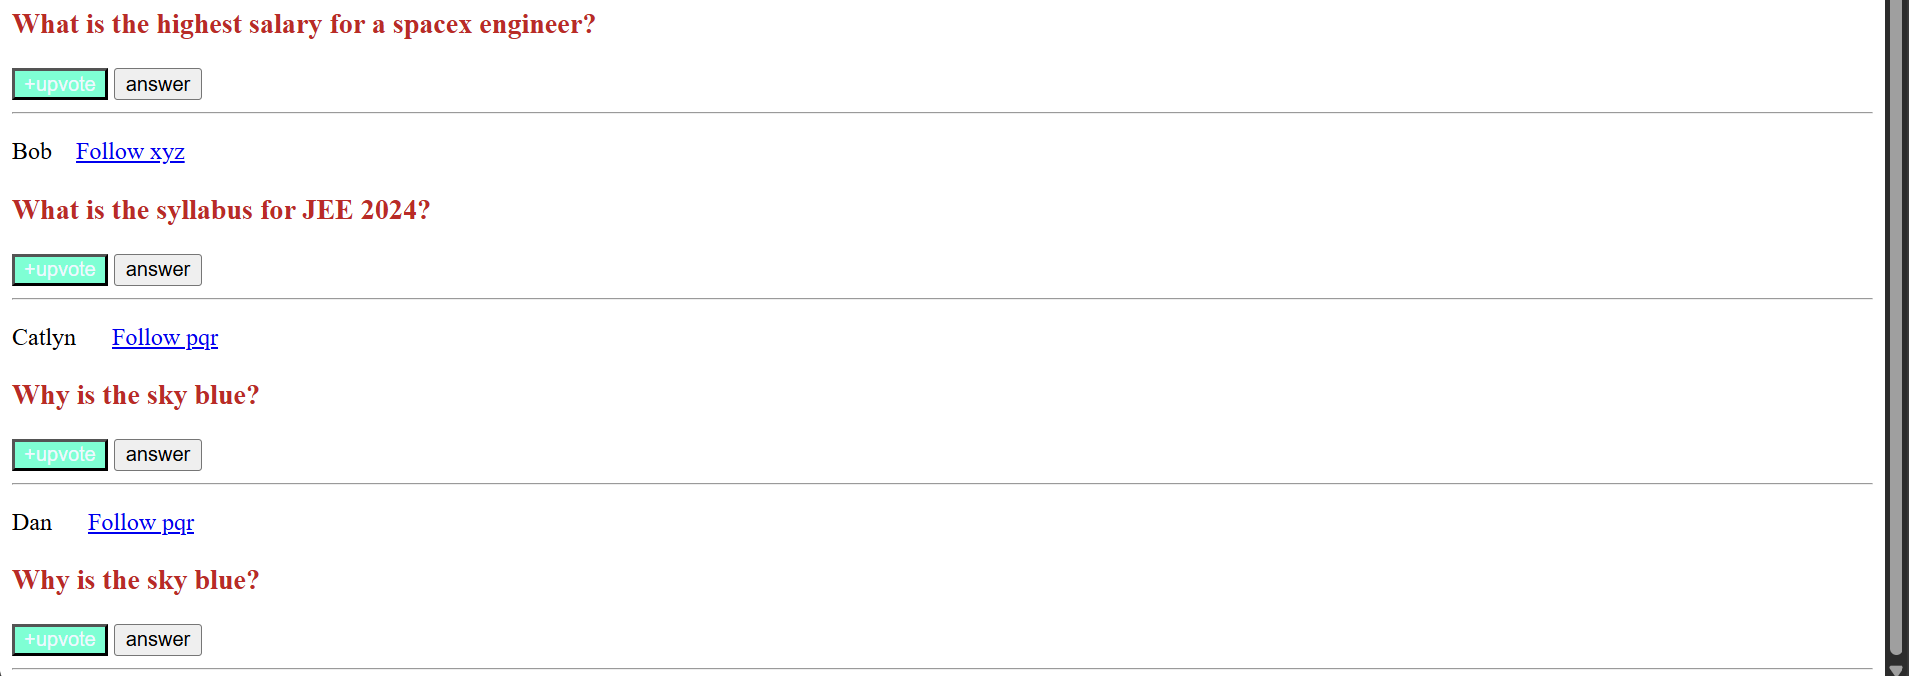 What is the highest salary for a spacex engineer?
+upvote answer
Bob Follow xyz
What is the syllabus for JEE 2024?
+upvote answer
Catlyn Follow pqr
Why is the sky blue?
+upvote answer
Dan Follow pqr
Why is the sky blue?
+upvote answer